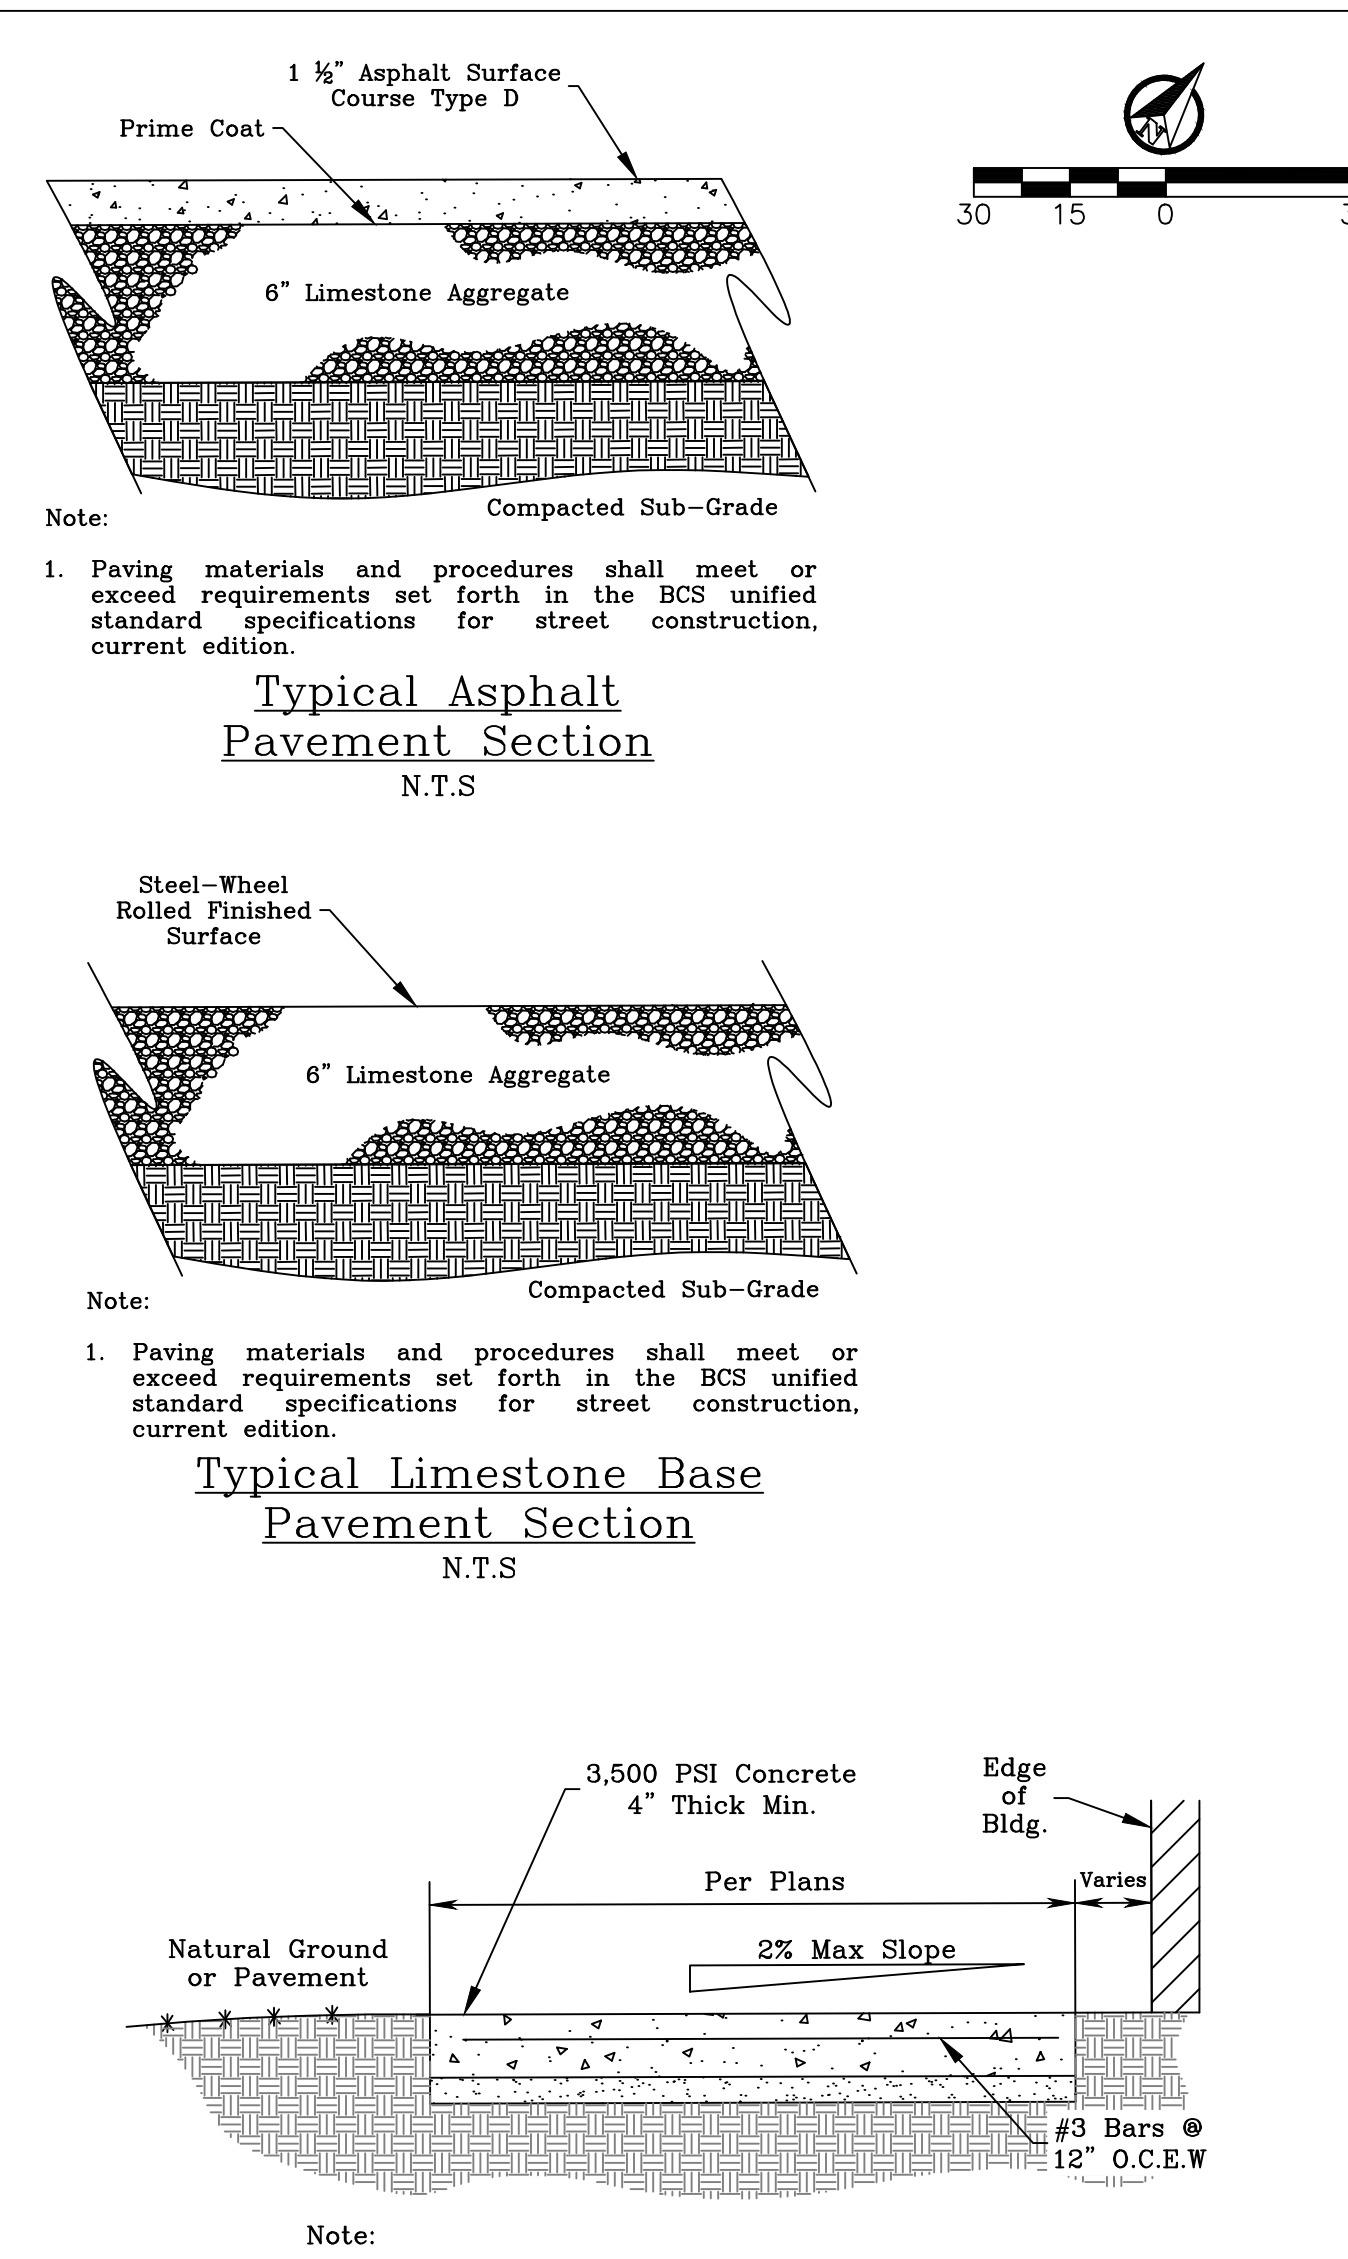 1 ½” Asphalt Surface
Course Type D
Prime Coat
N
30 15 0
6” Limestone Aggregate
Compacted Sub-Grade
Note:
1. Paving materials and procedures shall meet or
exceed requirements set forth in the BCS unified
standard specifications for street construction,
current edition.
Typical Asphalt
Pavement Section
N.T.S
Steel-Wheel
Rolled Finished
Surface
6” Limestone Aggregate
Compacted Sub-Grade
Note:
1. Paving materials and procedures shall meet or
exceed requirements set forth in the BCS unified
standard specifications for street construction,
current edition.
Typical Limestone Base
Pavement Section
N.T.S
3,500 PSI Concrete
4” Thick Min.
Edge
of
Bldg.
Per Plans
Varies
Natural Ground
or Pavement
2% Max Slope
#3 Bars @
12” O.C.E.W
Note: